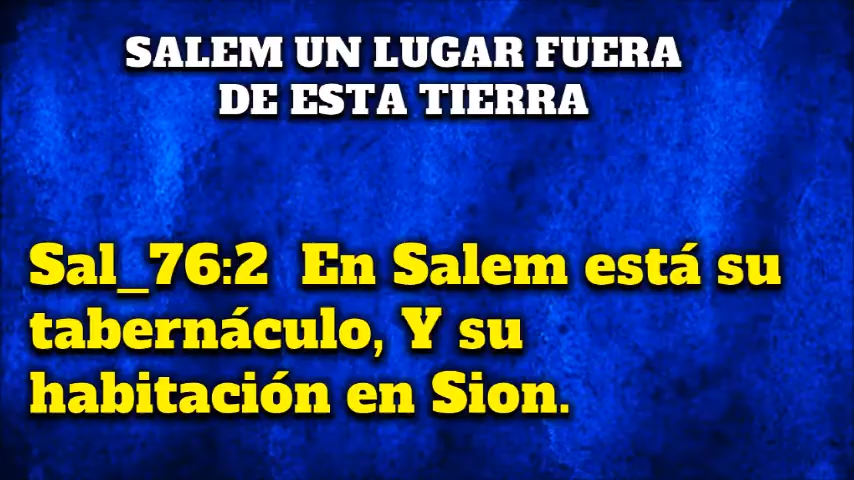 SALEM UN LUGAR FUERA
DE ESTA TIERRA
Sal_76:2 En Salem está su
tabernáculo, Y su
habitación en Sion.